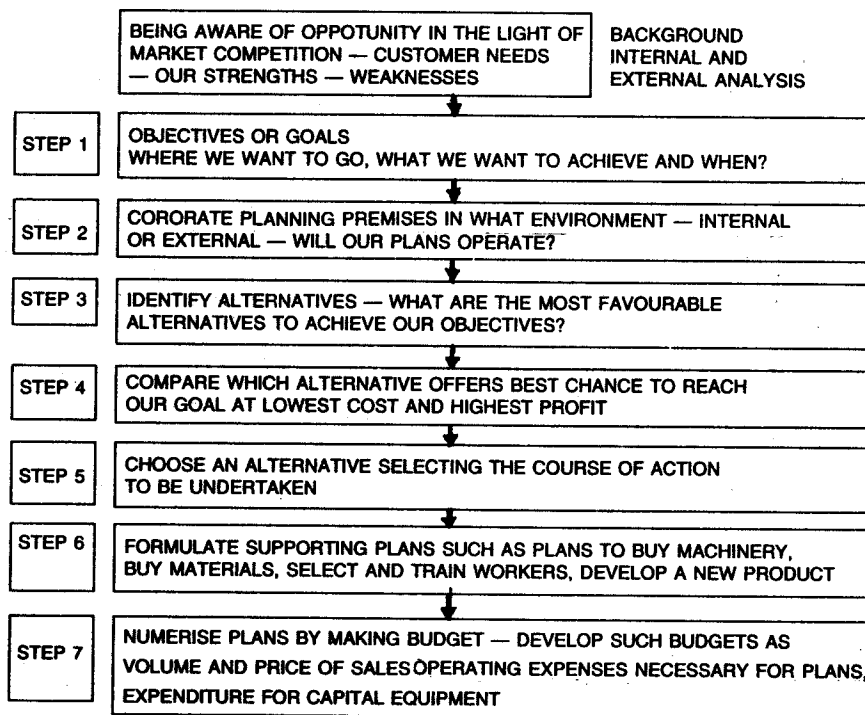 BEING AWARE OF OPPOTUNITY IN THE LIGHT OF
MARKET COMPETITION — CUSTOMER NEEDS
— OUR STRENGTHS — WEAKNESSES
BACKGROUND
INTERNAL AND
EXTERNAL ANALYSIS
STEP 1
OBJECTIVES OR GOALS
WHERE WE WANT TO GO, WHAT WE WANT TO ACHIEVE AND WHEN?
STEP 2
CORORATE PLANNING PREMISES IN WHAT ENVIRONMENT — INTERNAL
OR EXTERNAL — WILL OUR PLANS OPERATE?
STEP 3
IDENTIFY ALTERNATIVES — WHAT ARE THE MOST FAVOURABLE
ALTERNATIVES TO ACHIEVE OUR OBJECTIVES?
STEP 4
COMPARE WHICH ALTERNATIVE OFFERS BEST CHANCE TO REACH
OUR GOAL AT LOWEST COST AND HIGHEST PROFIT
STEP 5
CHOOSE AN ALTERNATIVE SELECTING THE COURSE OF ACTION
TO BE UNDERTAKEN
STEP 6
FORMULATE SUPPORTING PLANS SUCH AS PLANS TO BUY MACHINERY,
BUY MATERIALS, SELECT AND TRAIN WORKERS, DEVELOP A NEW PRODUCT
STEP 7
NUMERISE PLANS BY MAKING BUDGET — DEVELOP SUCH BUDGETS AS
VOLUME AND PRICE OF SALES OPERATING EXPENSES NECESSARY FOR PLANS,
EXPENDITURE FOR CAPITAL EQUIPMENT